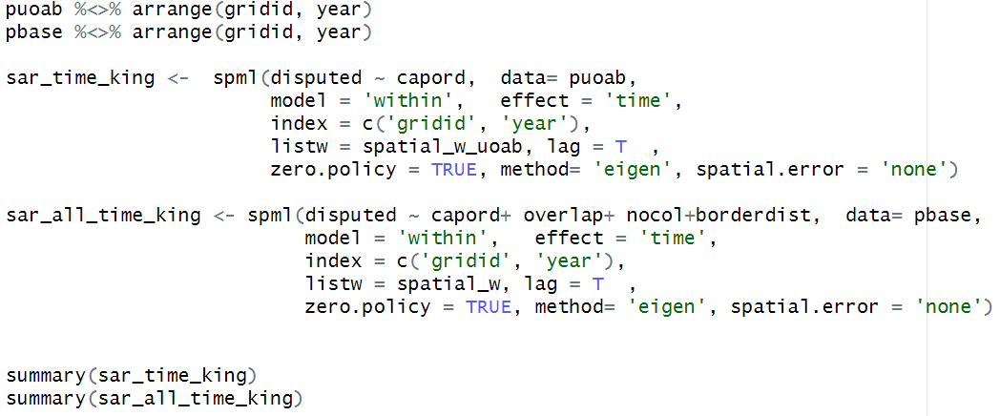 puoab %<>% arrange(gridid, year)
pbase %<>% arrange(gridid, year)
sar_time_king <-  spml(disputed ~ capord,  data= puoab,
model = 'within',   effect = 'time',
index = c('gridid', 'year'),
listw = spatial_w_uoab, lag = T  ,
zero.policy = TRUE, method= 'eigen', spatial.error = 'none')
sar_all_time_king <- spml(disputed ~ capord+ overlap+ nocol+borderdist,  data= pbase,
model = 'within',   effect = 'time',
index = c('gridid', 'year'),
listw = spatial_w, lag = T  ,
zero.policy = TRUE, method= 'eigen', spatial.error = 'none')
summary(sar_time_king)
summary(sar_all_time_king)